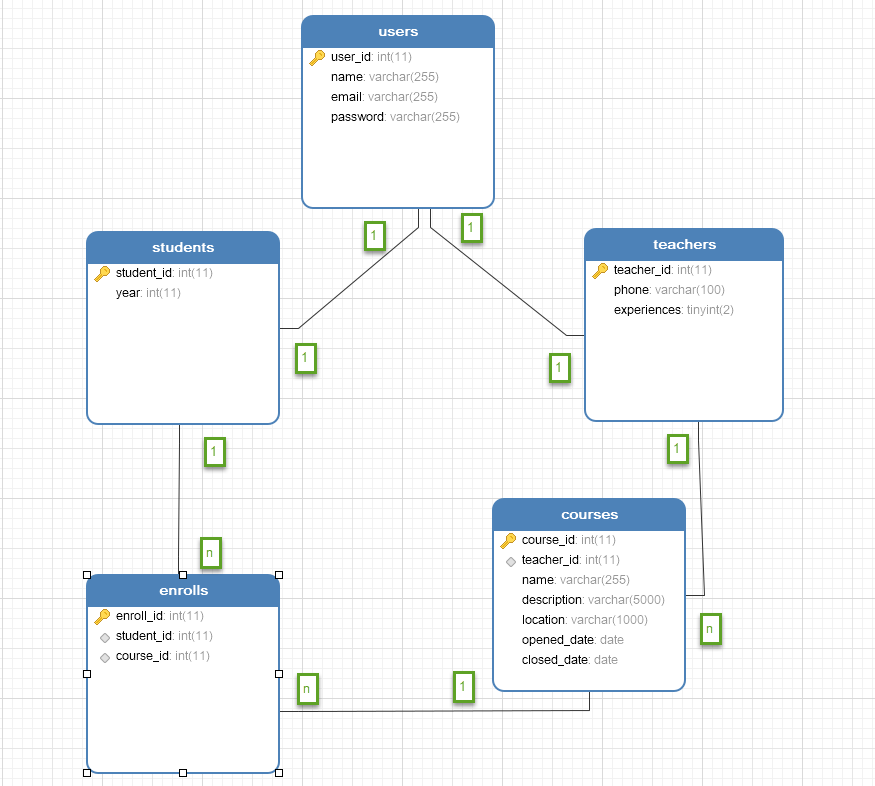 users
user_id: int(11)
name: varchar(255)
email: varchar(255)
password: varchar(255)
1
1
students
student_id: int(11)
year: int(11)
teachers
teacher_id: int(11)
phone: varchar(100)
experiences: tinyint(2)
1
1
1
1
n
courses
course_id: int(11)
teacher_id: int(11)
name: varchar(255)
description: varchar(5000)
location: varchar(1000)
opened_date: date
closed_date: date
enrolls
enroll_id: int(11)
student_id: int(11)
course_id: int(11)
n
n
1